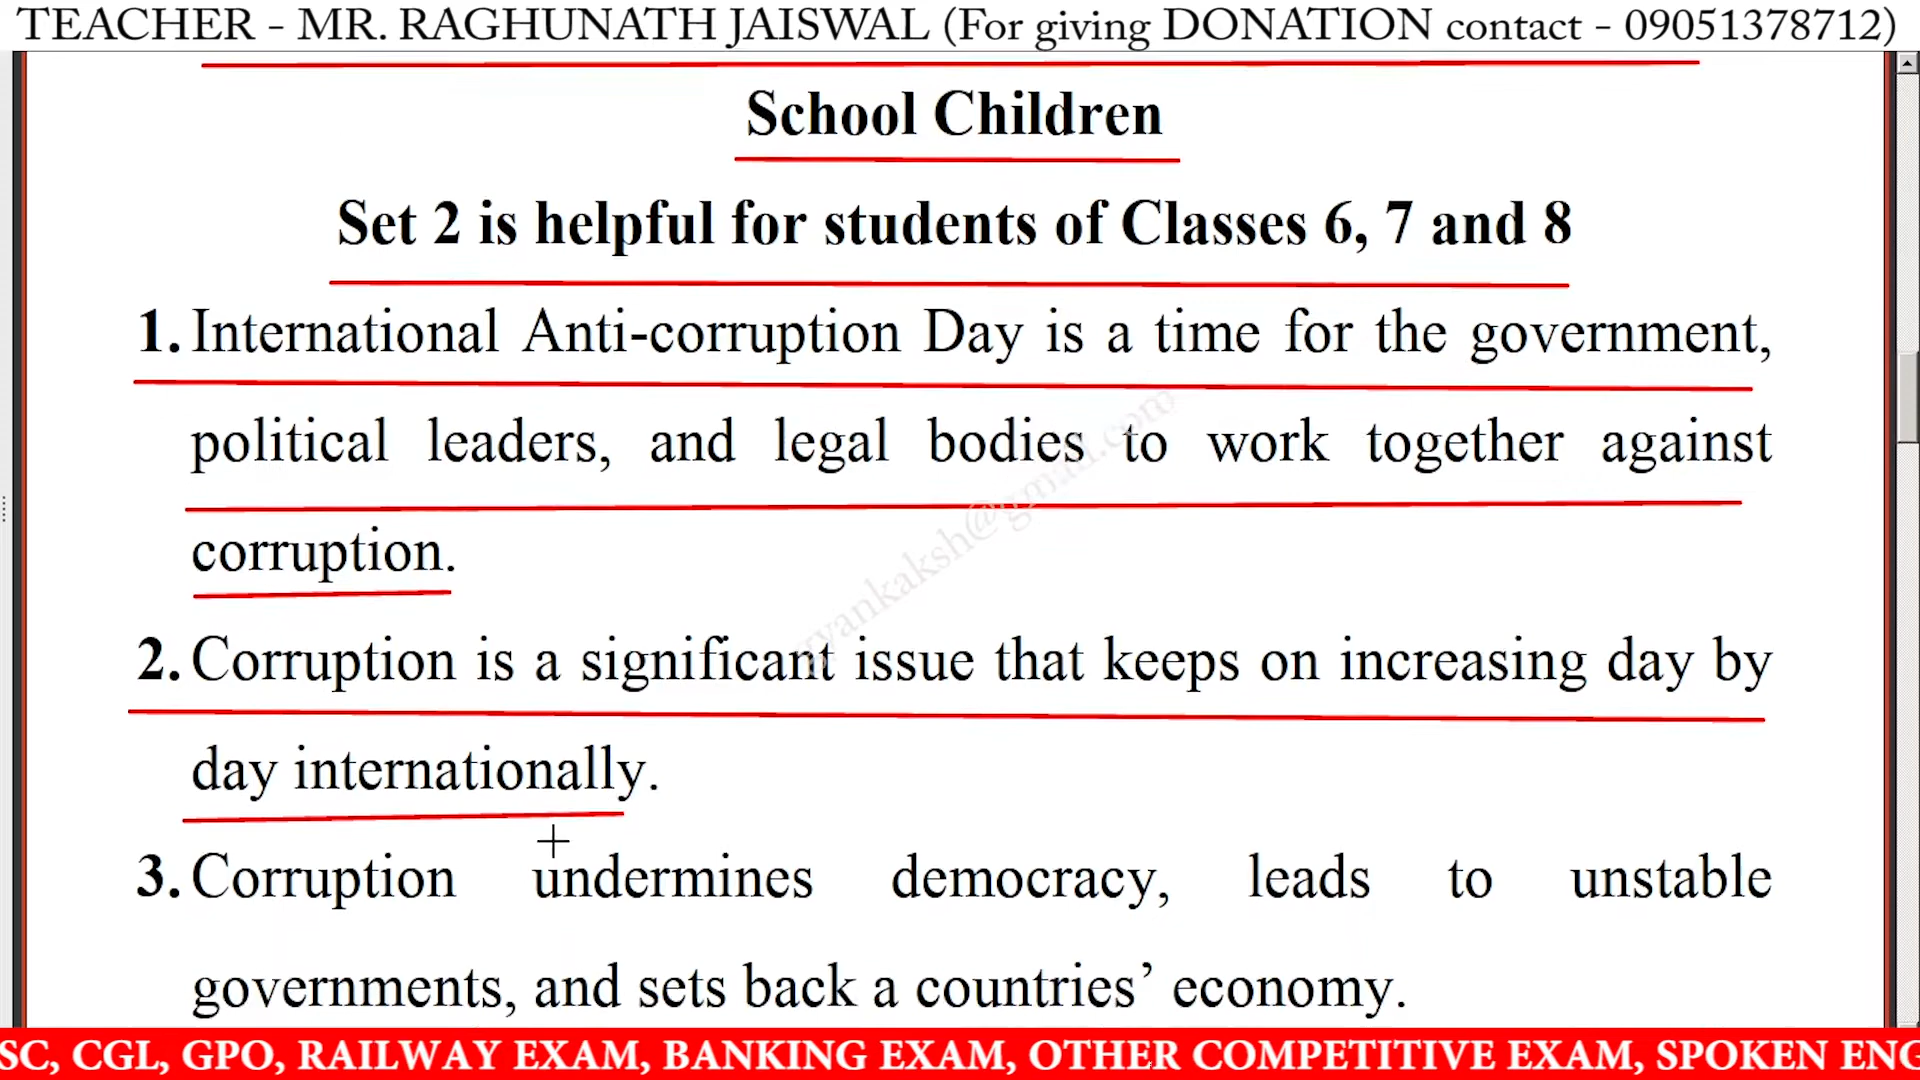 TEACHER - MR. RAGHUNATH JAISWAL (For giving DONATION contact - 09051378712)
School Children
Set 2 is helpful for students of Classes 6, 7 and 8
1. International Anti-corruption Day is a time for the government,
political leaders, and legal bodies to work together against
corruption.
2. Corruption is a significant issue that keeps on increasing day by
day internationally.
3. Corruption undermines democracy, leads to unstable
governments, and sets back a countries’ economy.
SC, CGL, GPO, RAILWAY EXAM, BANKING EXAM, OTHER COMPETITIVE EXAM, SPOKEN ENG